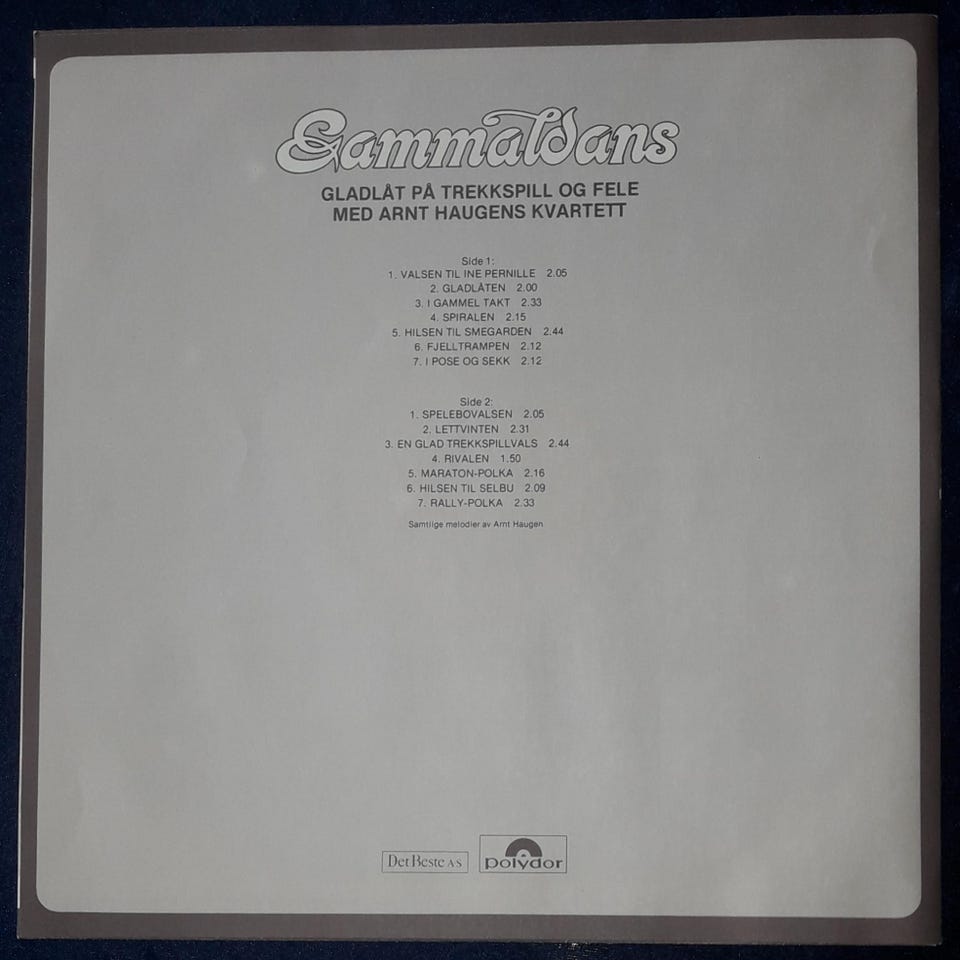 Gammaldans
GLADLÅT PÅ TREKKSPILL OG FELE
MED ARNT HAUGENS KVARTETT
Side 1:
1. VALSEN TIL INE PERNILLE 2.05
2. GLADLÅTEN 2.00
3. I GAMMEL TAKT 2.33
4. SPIRALEN 2.15
5. HILSEN TIL SMEGARDEN 2.44
6. FJELLTRAMPEN 2.12
7. I POSE OG SEKK 2.12
Side 2:
1. SPELEBOVALSEN 2.05
2. LETTVINTEN 2.31
3. EN GLAD TREKKSPILLVALS 2.44
4. RIVALEN 1.50
5. MARATON-POLKA 2.16
6. HILSEN TIL SELBU 2.09
7. RALLY-POLKA 2.33
Samtlige melodier av Arnt Haugen
Det Beste A/S
polydor